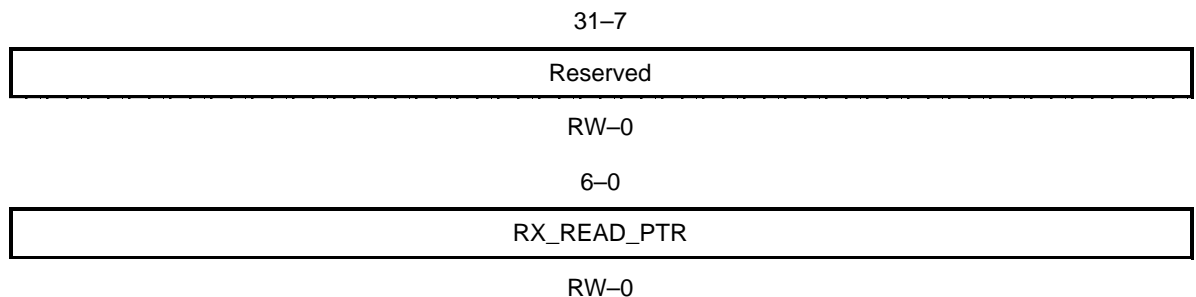 31–7
Reserved
RW–0
6–0
RX_READ_PTR
RW–0